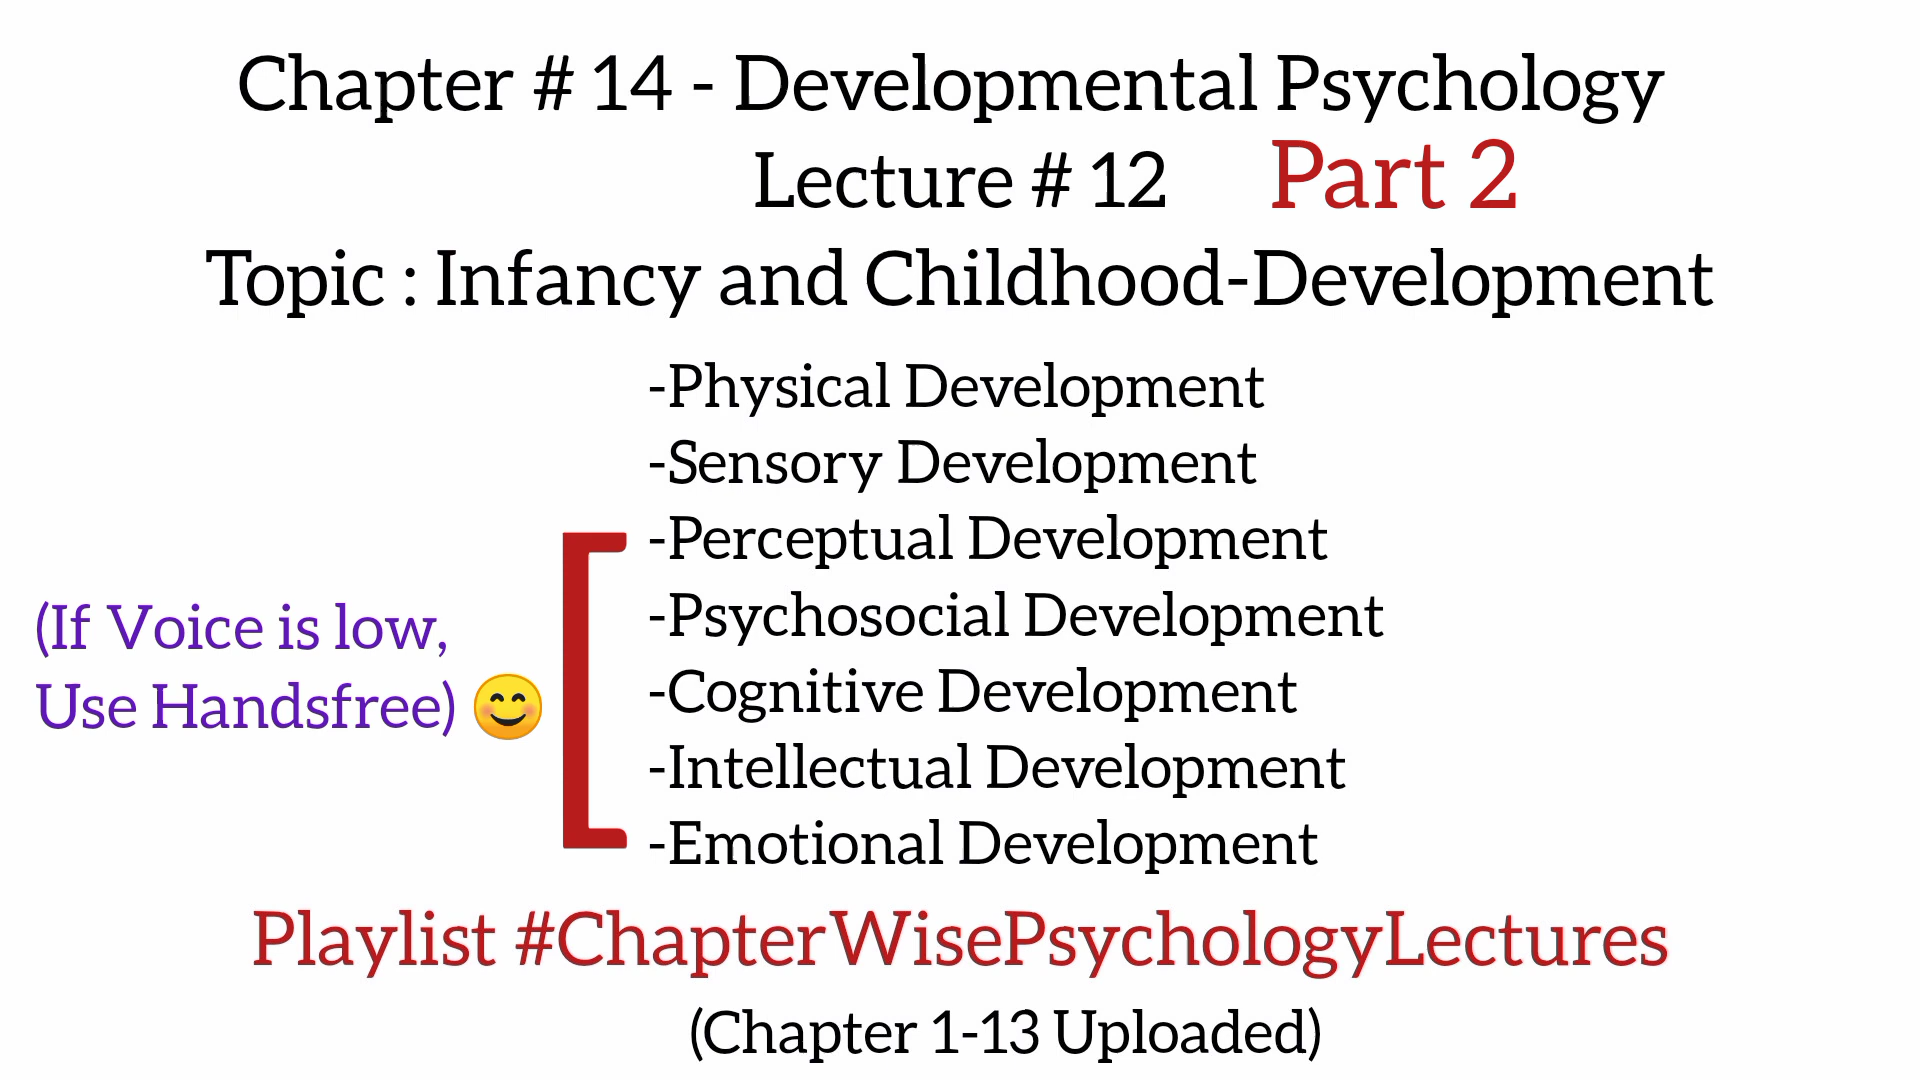 Chapter # 14 - Developmental Psychology
Lecture # 12 Part 2
Topic : Infancy and Childhood-Development
-Physical Development
-Sensory Development
-Perceptual Development
-Psychosocial Development
-Cognitive Development
-Intellectual Development
-Emotional Development
(If Voice is low,
Use Handsfree) 😊
Playlist #ChapterWisePsychologyLectures
(Chapter 1-13 Uploaded)